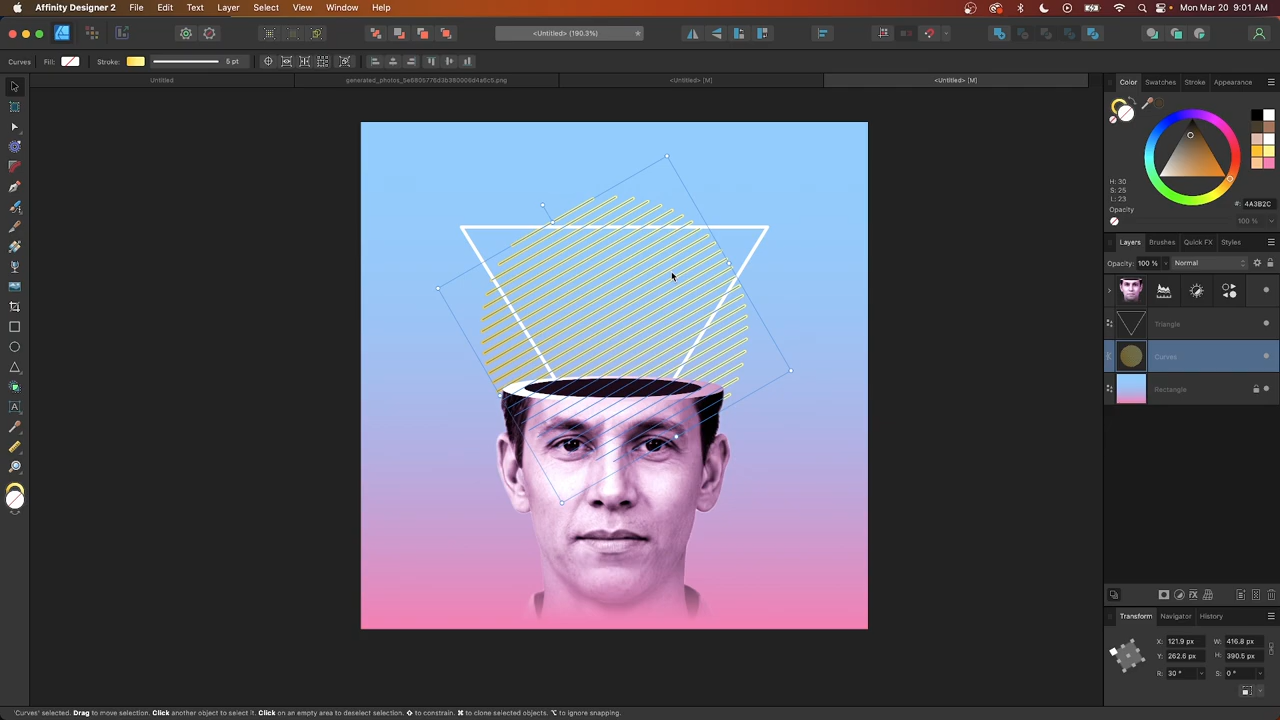 Affinity Designer 2 File Edit Text Layer Select View Window Help Mon Mar 20 9:01 AM
<Untitled> (190.3%)
Curves Fill: Stroke: 5 pt
Untitled generated_photos_5e6805776d3b380006d4a6c5.png <Untitled> [M] <Untitled> [M]
Color Swatches Stroke Appearance
H: 30
S: 25
L: 23
#: 4A3B2C
Opacity
100 %
Layers Brushes Quick FX Styles
Opacity: 100 % Normal
Triangle
Curves
Rectangle
Transform Navigator History
X: 121.9 px W: 416.8 px
Y: 262.6 px H: 390.5 px
R: 30 ° S: 0 °
'Curves' selected. Drag to move selection. Click another object to select it. Click on an empty area to deselect selection. ⇧ to constrain. ⌘ to clone selected objects. ⌥ to ignore snapping.